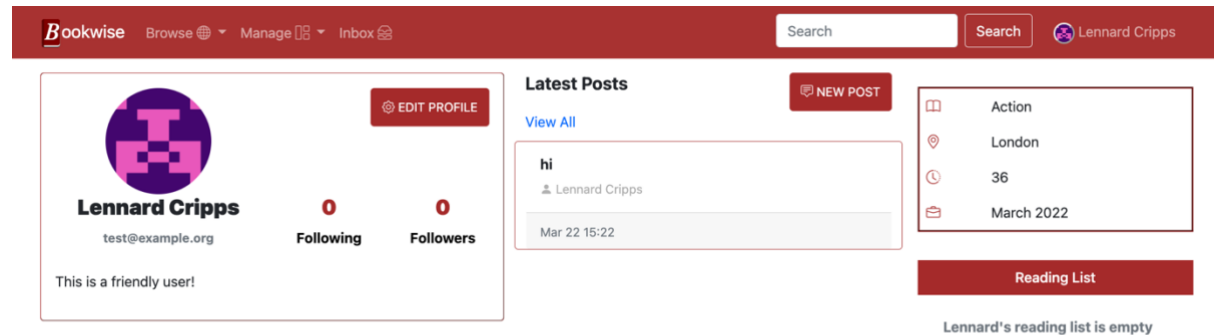 Bookwise Browse Manage Inbox Search Search Lennard Cripps
EDIT PROFILE
Lennard Cripps
test@example.org
0 Following
0 Followers
This is a friendly user!
Latest Posts
NEW POST
View All
hi
Lennard Cripps
Mar 22 15:22
Action
London
36
March 2022
Reading List
Lennard's reading list is empty